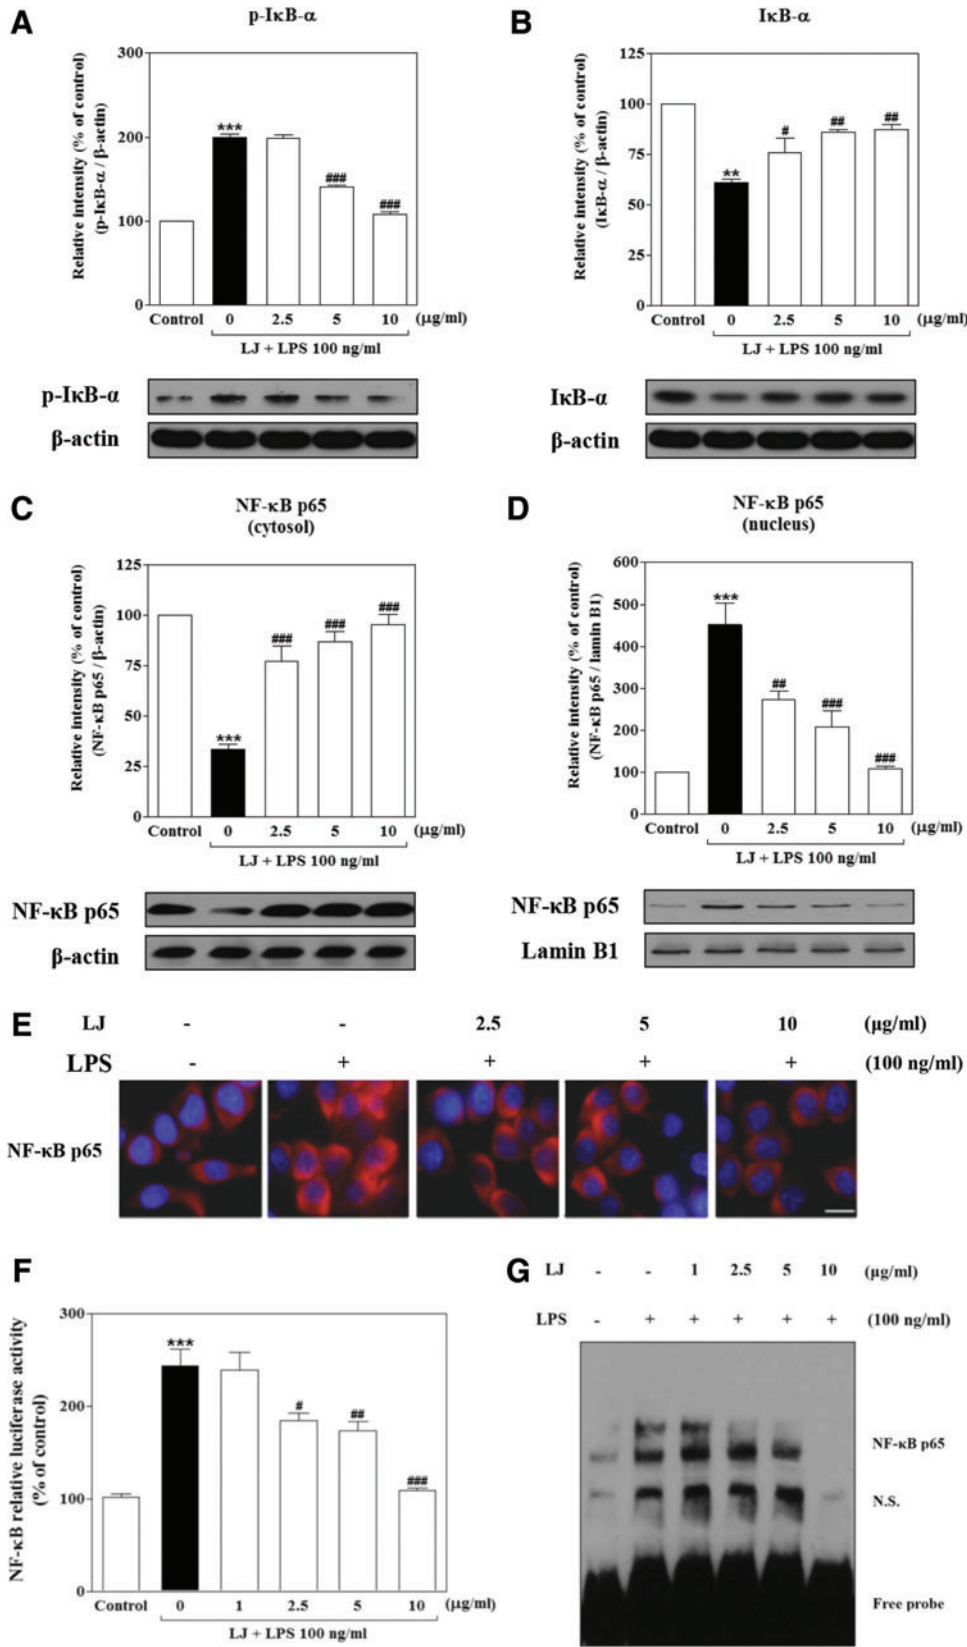 A
p-IκB-α
Relative intensity (% of control)
(p-IκB-α / β-actin)
300
200
100
0
***
###
###
Control 0 2.5 5 10 (μg/ml)
LJ + LPS 100 ng/ml
p-IκB-α
β-actin
B
IκB-α
Relative intensity (% of control)
(IκB-α / β-actin)
125
100
75
50
25
0
**
#
##
##
Control 0 2.5 5 10 (μg/ml)
LJ + LPS 100 ng/ml
IκB-α
β-actin
C
NF-κB p65
(cytosol)
Relative intensity (% of control)
(NF-κB p65 / β-actin)
125
100
75
50
25
0
***
###
###
###
Control 0 2.5 5 10 (μg/ml)
LJ + LPS 100 ng/ml
NF-κB p65
β-actin
D
NF-κB p65
(nucleus)
Relative intensity (% of control)
(NF-κB p65 / lamin B1)
600
500
400
300
200
100
0
***
##
###
###
Control 0 2.5 5 10 (μg/ml)
LJ + LPS 100 ng/ml
NF-κB p65
Lamin B1
E
LJ - - 2.5 5 10 (μg/ml)
LPS - + + + + (100 ng/ml)
NF-κB p65
F
NF-κB relative luciferase activity
(% of control)
300
200
100
0
***
#
##
###
Control 0 1 2.5 5 10 (μg/ml)
LJ + LPS 100 ng/ml
G
LJ - - 1 2.5 5 10 (μg/ml)
LPS - + + + + + (100 ng/ml)
NF-κB p65
N.S.
Free probe